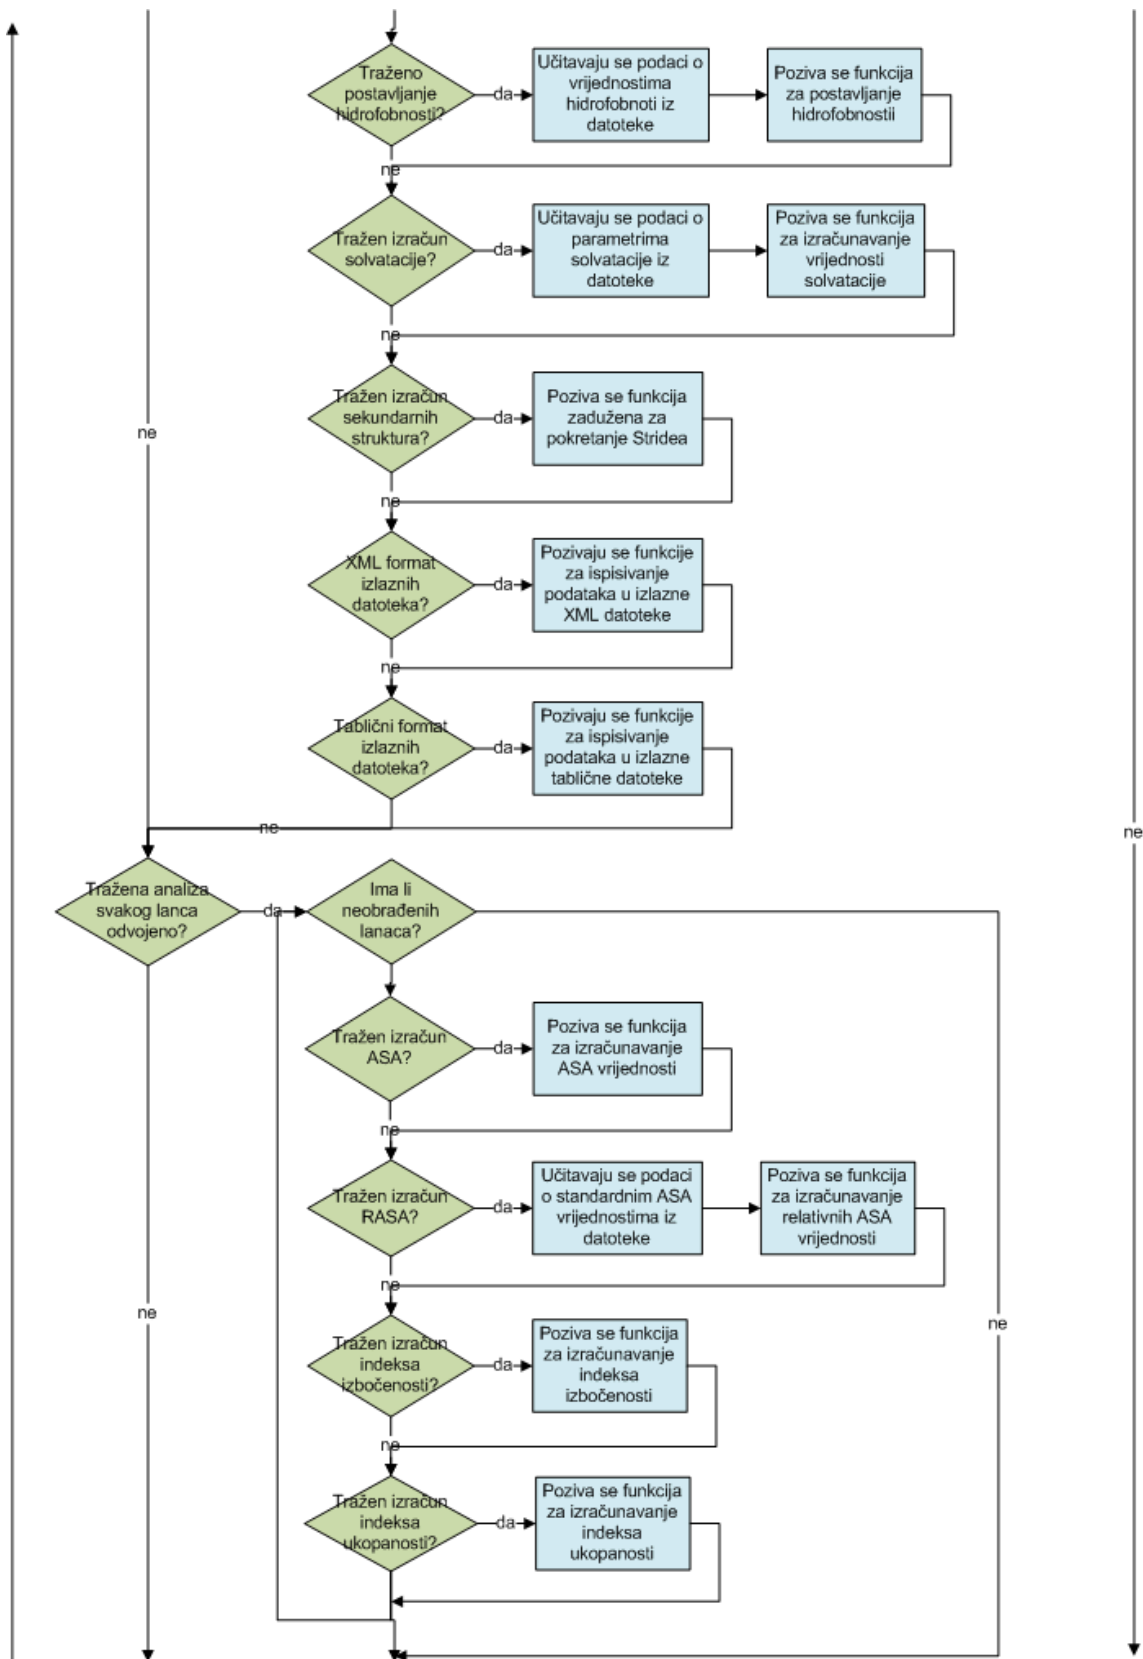 Traženo
postavljanje
hidrofobnosti?
da
Učitavaju se podaci o
vrijednostima
hidrofobnoti iz
datoteke
Poziva se funkcija
za postavljanje
hidrofobnostii
ne
Tražen izračun
solvatacije?
da
Učitavaju se podaci o
parametrima
solvatacije iz
datoteke
Poziva se funkcija
za izračunavanje
vrijednosti
solvatacije
ne
Tražen izračun
sekundarnih
struktura?
da
Poziva se funkcija
zadužena za
pokretanje Stridea
ne
ne
XML format
izlaznih
datoteka?
da
Pozivaju se funkcije
za ispisivanje
podataka u izlazne
XML datoteke
ne
Tablični format
izlaznih
datoteka?
da
Pozivaju se funkcije
za ispisivanje
podataka u izlazne
tablične datoteke
ne
ne
Tražena analiza
svakog lanca
odvojeno?
da
Ima li
neobrađenih
lanaca?
Tražen izračun
ASA?
da
Poziva se funkcija
za izračunavanje
ASA vrijednosti
ne
Tražen izračun
RASA?
da
Učitavaju se podaci
o standardnim ASA
vrijednostima iz
datoteke
Poziva se funkcija
za izračunavanje
relativnih ASA
vrijednosti
ne
ne
ne
Tražen izračun
indeksa
izbočenosti?
da
Poziva se funkcija
za izračunavanje
indeksa
izbočenosti
ne
Tražen izračun
indeksa
ukopanosti?
da
Poziva se funkcija
za izračunavanje
indeksa
ukopanosti